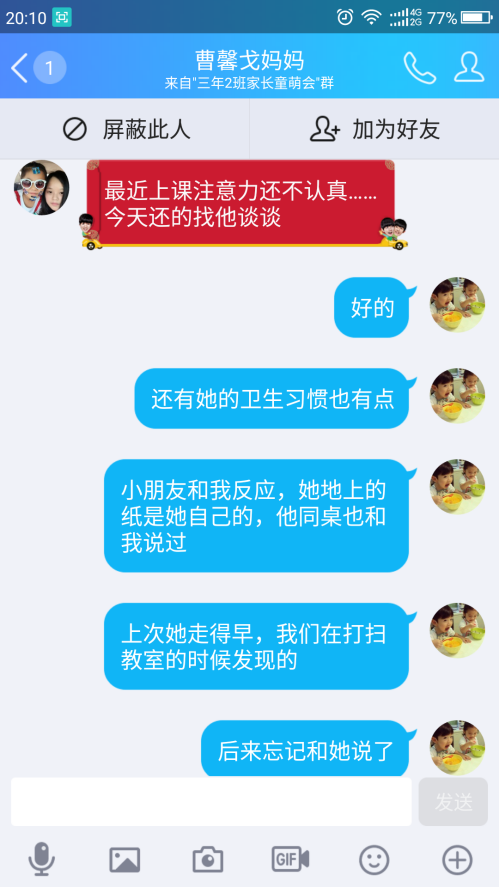 20:10
4G
2G
77%
1
曹馨戈妈妈
来自"三年2班家长童萌会"群
屏蔽此人
加为好友
最近上课注意力还不认真……
今天还的找他谈谈
好的
还有她的卫生习惯也有点
小朋友和我反应，她地上的
纸是她自己的，他同桌也和
我说过
上次她走得早，我们在打扫
教室的时候发现的
后来忘记和她说了
发送
GIF